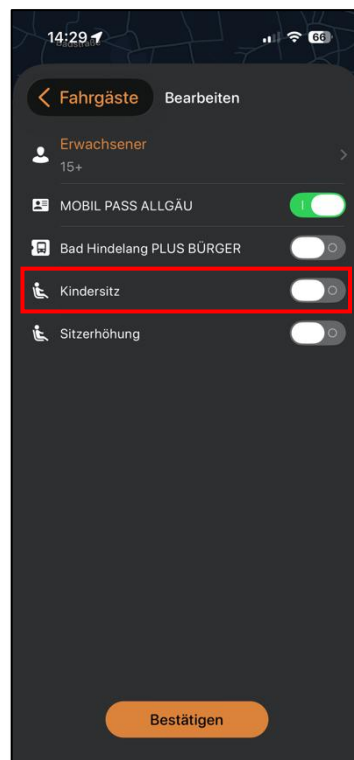 14:29
66
Fahrgäste Bearbeiten
Erwachsener
15+
MOBIL PASS ALLGÄU
Bad Hindelang PLUS BÜRGER
Kindersitz
Sitzerhöhung
Bestätigen